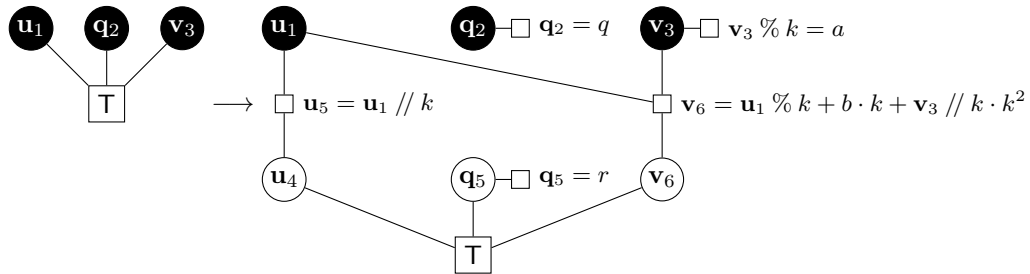 u₁ q₂ v₃ u₁ q₂ q₂ = q v₃ v₃ % k = a
T ⟶ u₅ = u₁ // k v₆ = u₁ % k + b · k + v₃ // k · k²
u₄ q₅ q₅ = r v₆
T